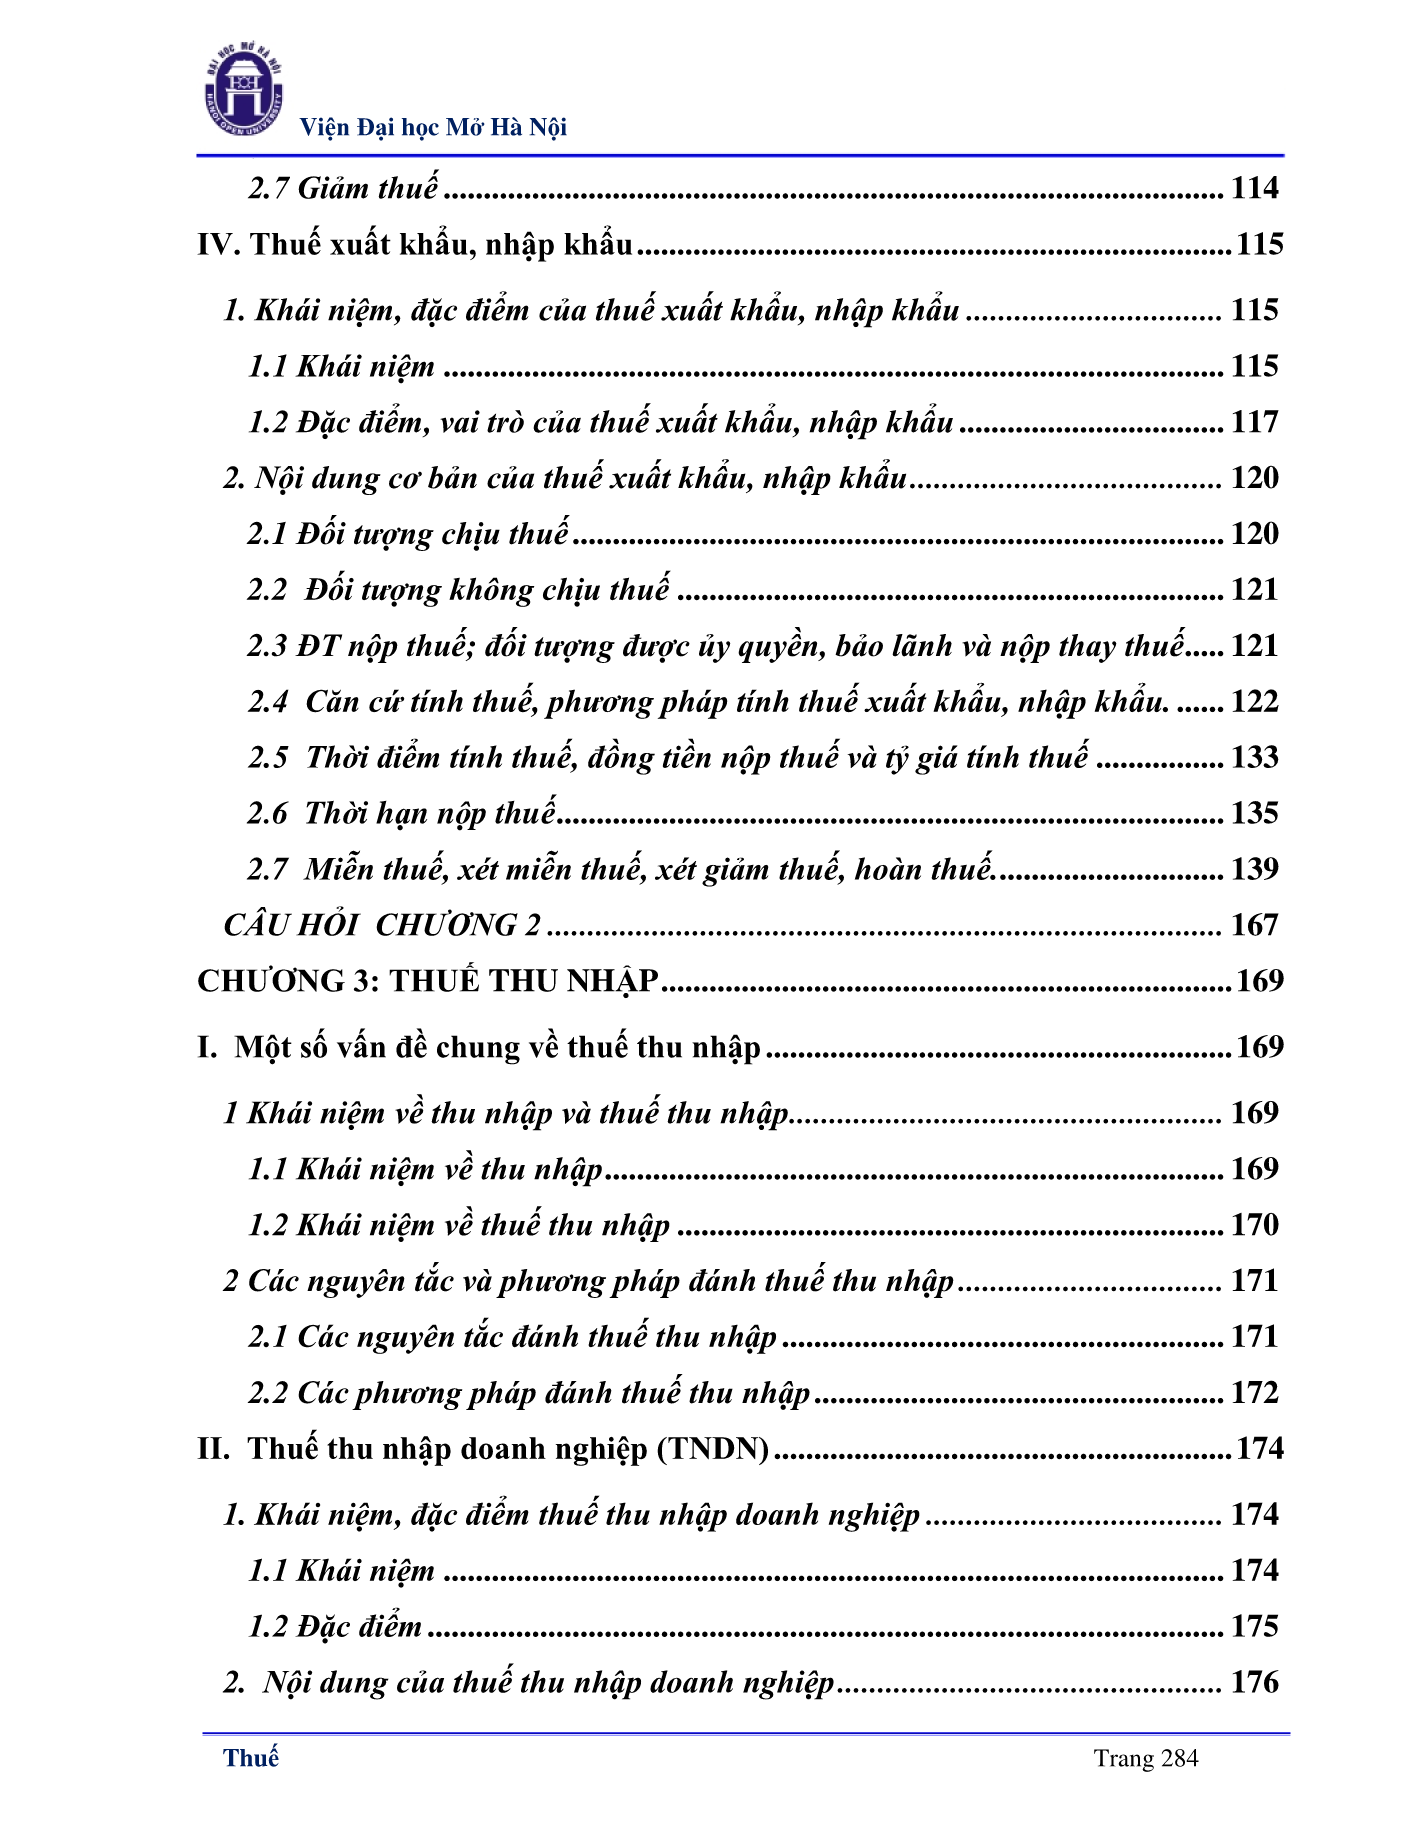 ĐẠI HỌC MỞ HÀ NỘI
HANOI OPEN UNIVERSITY
Viện Đại học Mở Hà Nội
2.7 Giảm thuế ................................................ 114
IV. Thuế xuất khẩu, nhập khẩu ................................................ 115
1. Khái niệm, đặc điểm của thuế xuất khẩu, nhập khẩu ................................ 115
1.1 Khái niệm ................................................ 115
1.2 Đặc điểm, vai trò của thuế xuất khẩu, nhập khẩu ................................. 117
2. Nội dung cơ bản của thuế xuất khẩu, nhập khẩu....................................... 120
2.1 Đối tượng chịu thuế ................................................ 120
2.2  Đối tượng không chịu thuế ................................................ 121
2.3 ĐT nộp thuế; đối tượng được ủy quyền, bảo lãnh và nộp thay thuế..... 121
2.4  Căn cứ tính thuế, phương pháp tính thuế xuất khẩu, nhập khẩu. ...... 122
2.5  Thời điểm tính thuế, đồng tiền nộp thuế và tỷ giá tính thuế ................ 133
2.6  Thời hạn nộp thuế................................................ 135
2.7  Miễn thuế, xét miễn thuế, xét giảm thuế, hoàn thuế............................. 139
CÂU HỎI  CHƯƠNG 2 ................................................ 167
CHƯƠNG 3: THUẾ THU NHẬP................................................ 169
I.  Một số vấn đề chung về thuế thu nhập ................................................ 169
1 Khái niệm về thu nhập và thuế thu nhập................................................ 169
1.1 Khái niệm về thu nhập................................................ 169
1.2 Khái niệm về thuế thu nhập ................................................ 170
2 Các nguyên tắc và phương pháp đánh thuế thu nhập ................................. 171
2.1 Các nguyên tắc đánh thuế thu nhập ................................................ 171
2.2 Các phương pháp đánh thuế thu nhập ................................................ 172
II.  Thuế thu nhập doanh nghiệp (TNDN) ................................................ 174
1. Khái niệm, đặc điểm thuế thu nhập doanh nghiệp ..................................... 174
1.1 Khái niệm ................................................ 174
1.2 Đặc điểm ................................................ 175
2.  Nội dung của thuế thu nhập doanh nghiệp................................................ 176
Thuế Trang 284